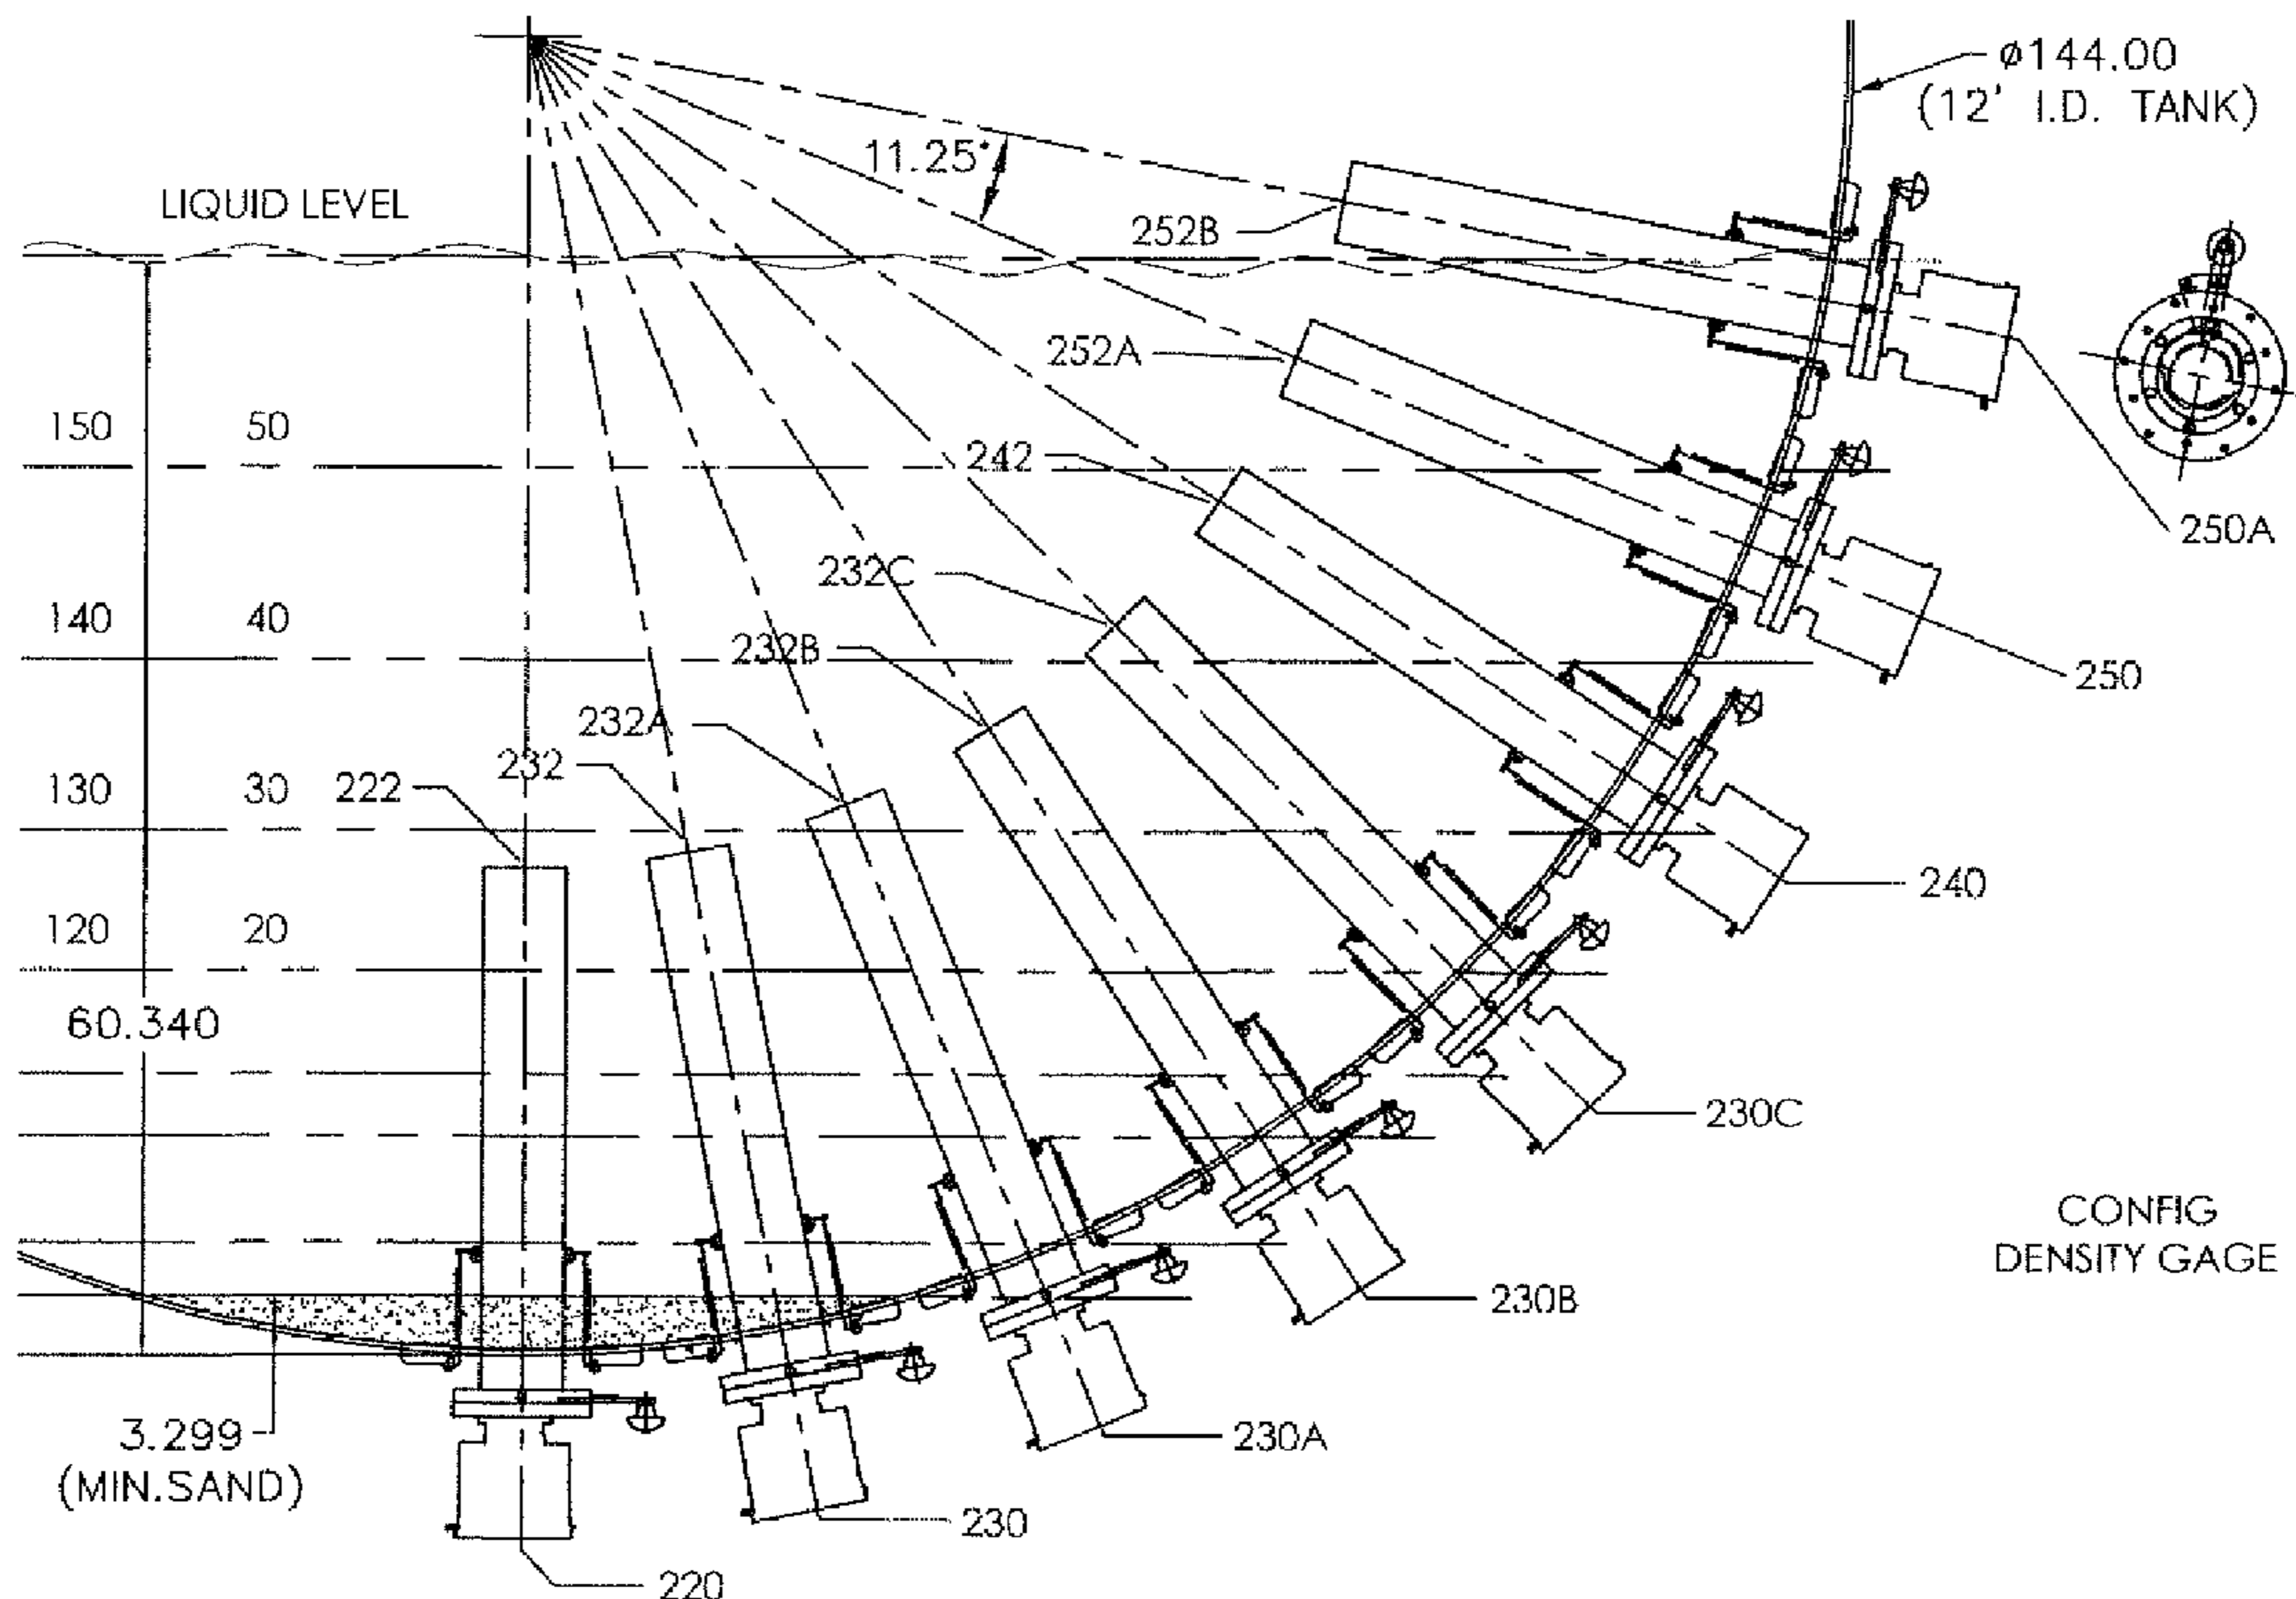 ø144.00
(12' I.D. TANK)
11.25°
LIQUID LEVEL
252B
252A
150 50
242
250A
232C
140 40
232B
250
232A
232
130 30
222
240
120 20
60.340
230C
CONFIG
DENSITY GAGE
230B
3.299
(MIN.SAND)
230A
230
220